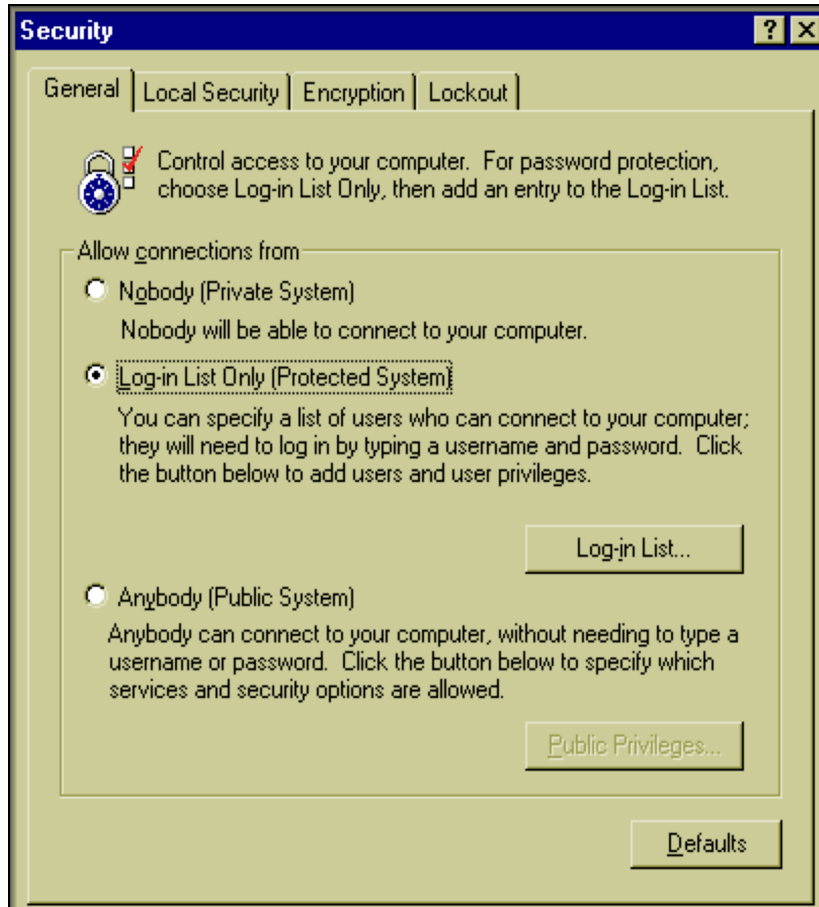 Security
General Local Security Encryption Lockout
Control access to your computer. For password protection,
choose Log-in List Only, then add an entry to the Log-in List.
Allow connections from
Nobody (Private System)
Nobody will be able to connect to your computer.
Log-in List Only (Protected System)
You can specify a list of users who can connect to your computer;
they will need to log in by typing a username and password. Click
the button below to add users and user privileges.
Log-in List...
Anybody (Public System)
Anybody can connect to your computer, without needing to type a
username or password. Click the button below to specify which
services and security options are allowed.
Public Privileges...
Defaults